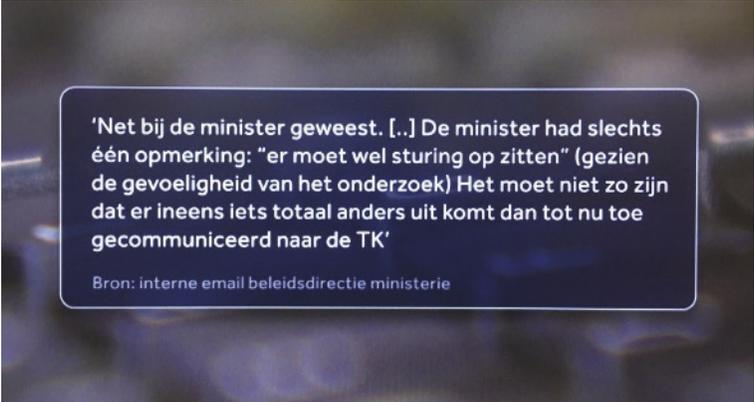 ‘Net bij de minister geweest. [..] De minister had slechts
één opmerking: “er moet wel sturing op zitten” (gezien
de gevoeligheid van het onderzoek) Het moet niet zo zijn
dat er ineens iets totaal anders uit komt dan tot nu toe
gecommuniceerd naar de TK’
Bron: interne email beleidsdirectie ministerie